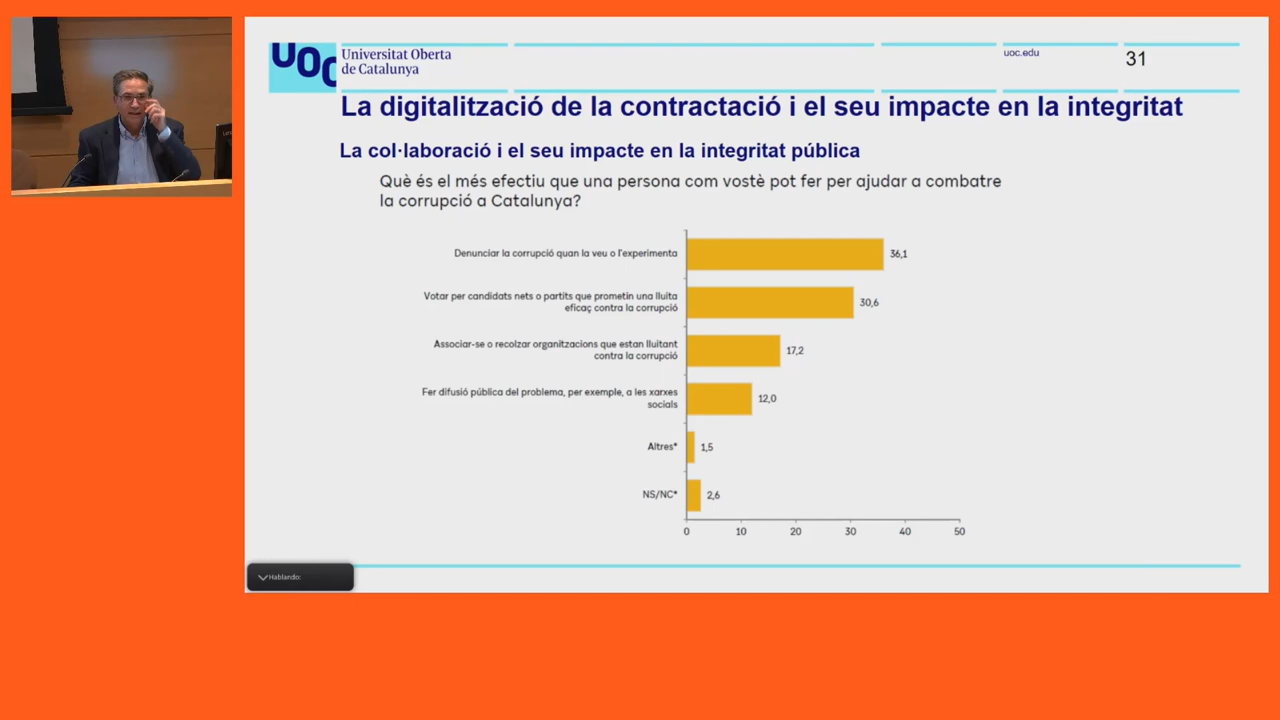 UOC
Universitat Oberta
de Catalunya
uoc.edu
31
La digitalització de la contractació i el seu impacte en la integritat
La col·laboració i el seu impacte en la integritat pública
Què és el més efectiu que una persona com vostè pot fer per ajudar a combatre
la corrupció a Catalunya?
Denunciar la corrupció quan la veu o l'experimenta
36,1
Votar per candidats nets o partits que prometin una lluita
eficaç contra la corrupció
30,6
Associar-se o recolzar organitzacions que estan lluitant
contra la corrupció
17,2
Fer difusió pública del problema, per exemple, a les xarxes
socials
12,0
Altres*
1,5
NS/NC*
2,6
0 10 20 30 40 50
Hablando: